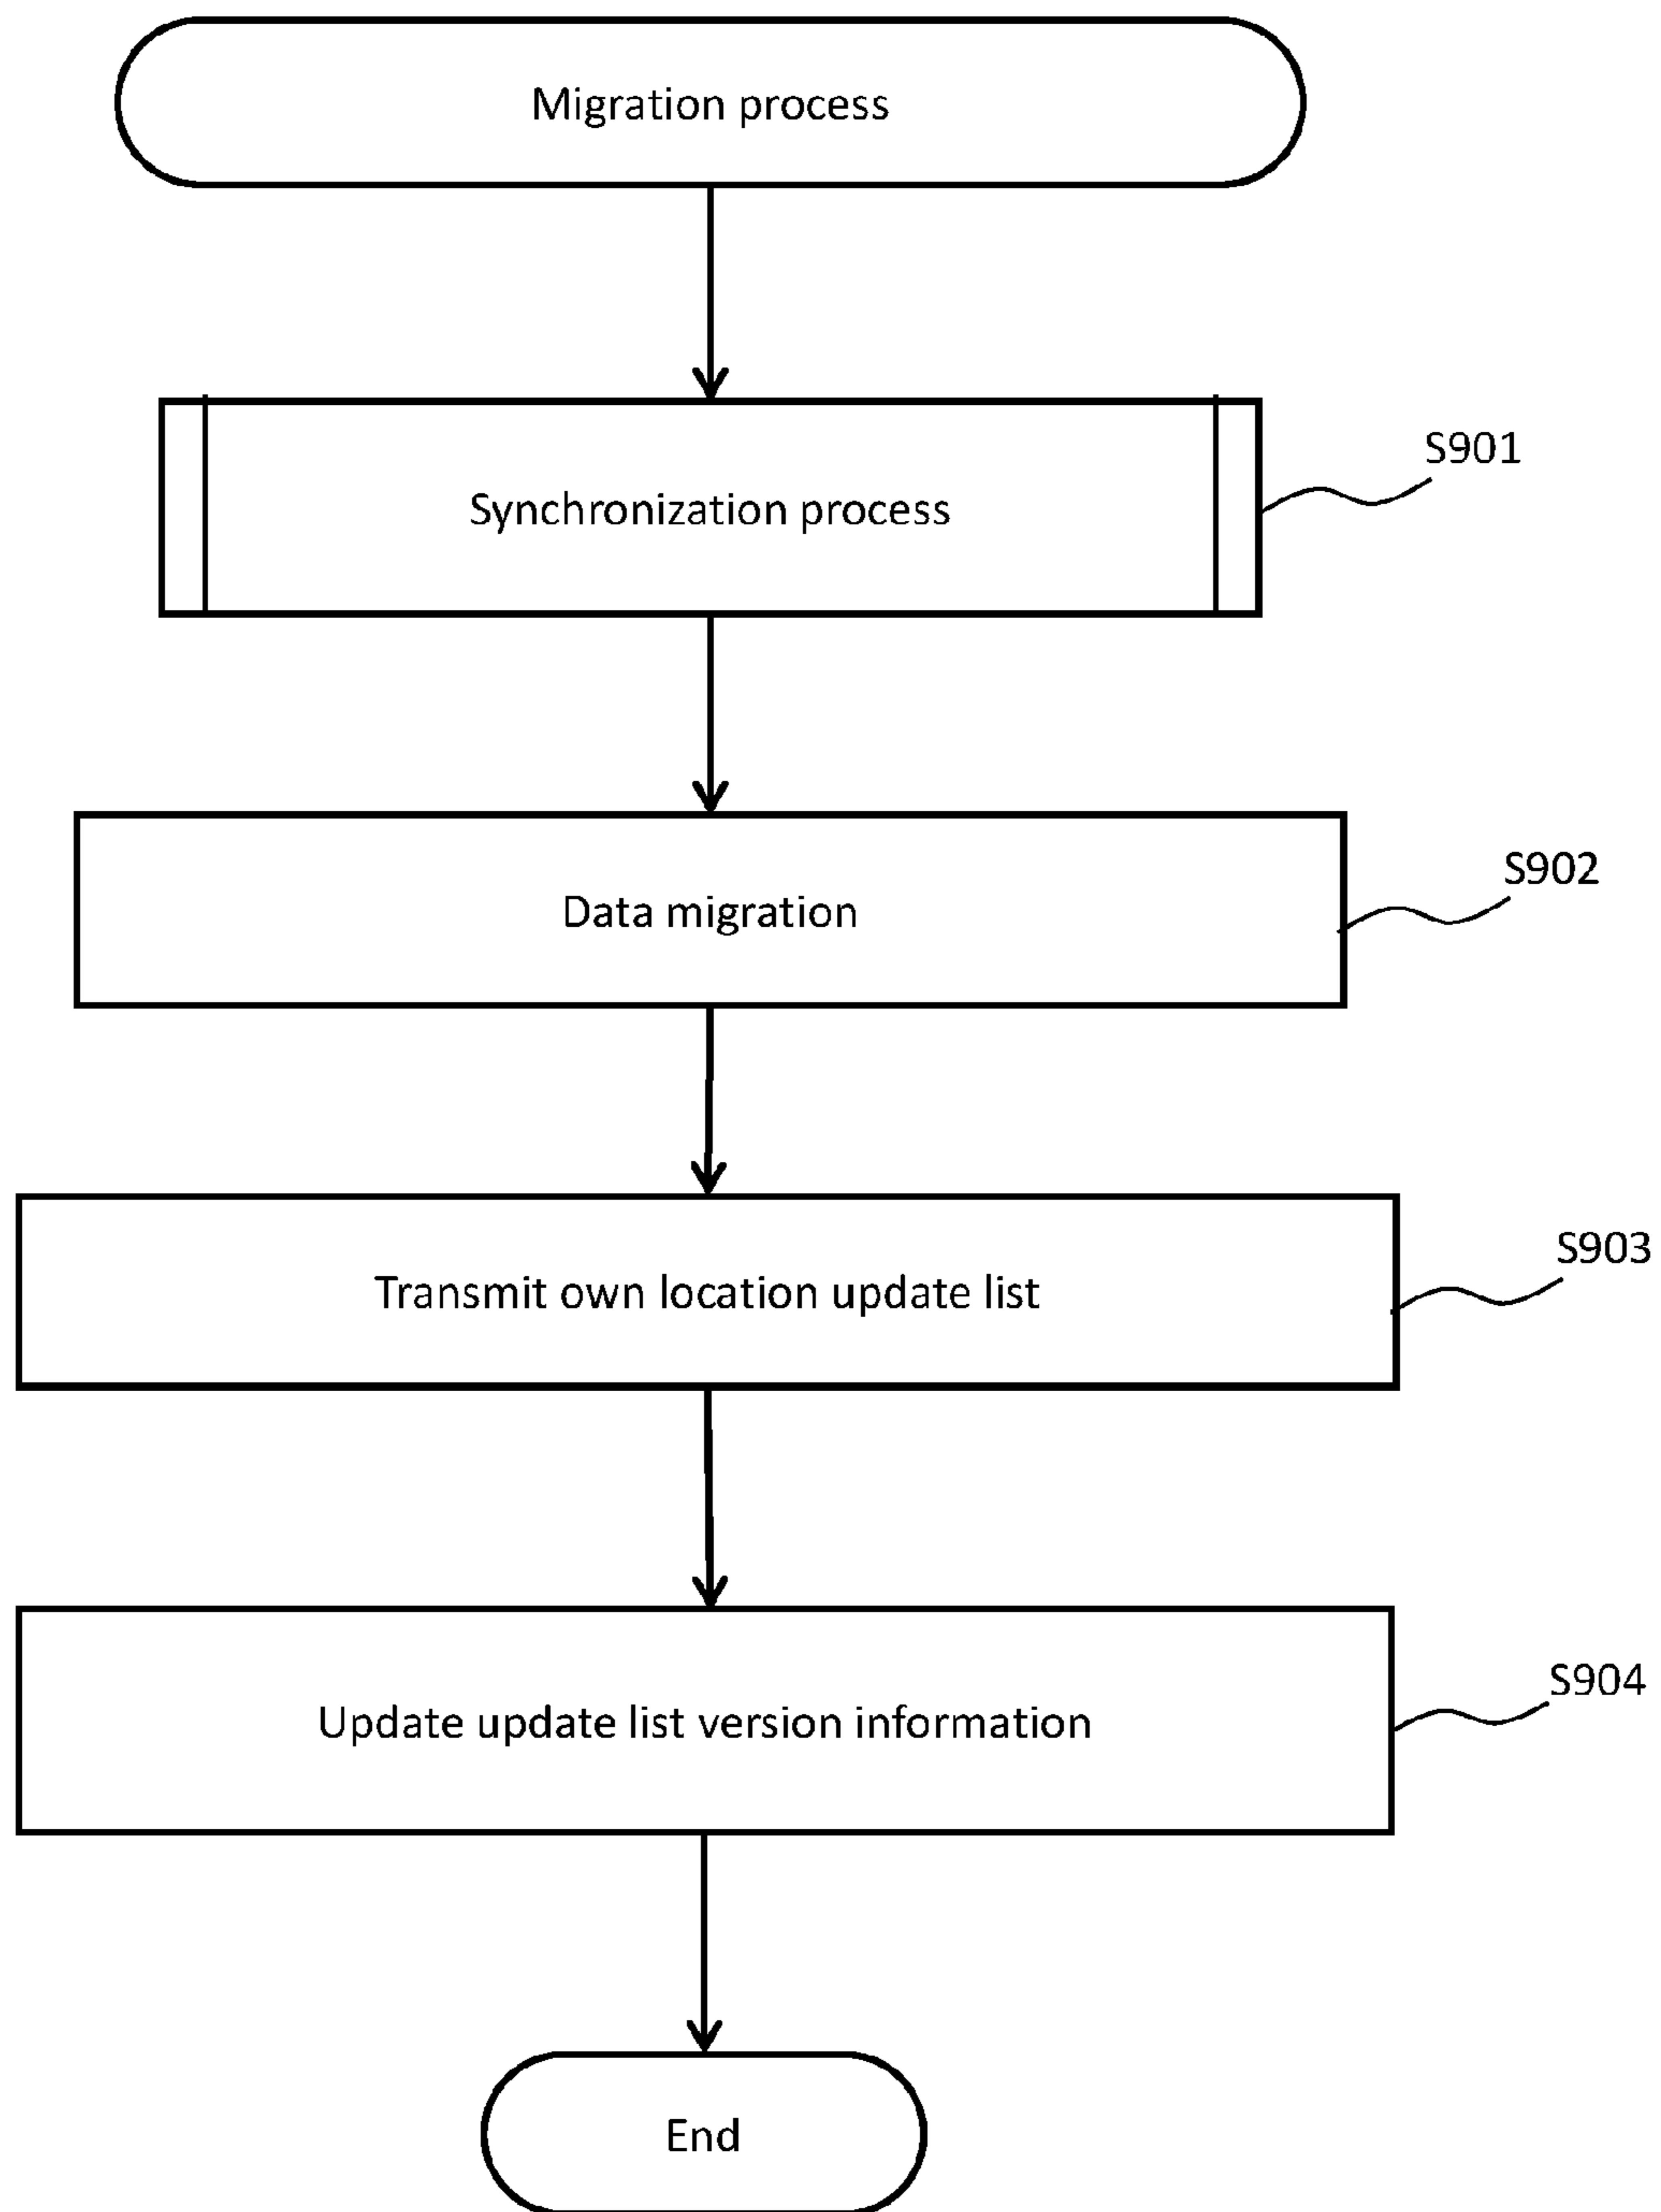 Migration process
Synchronization process
S901
Data migration
S902
Transmit own location update list
S903
Update update list version information
S904
End